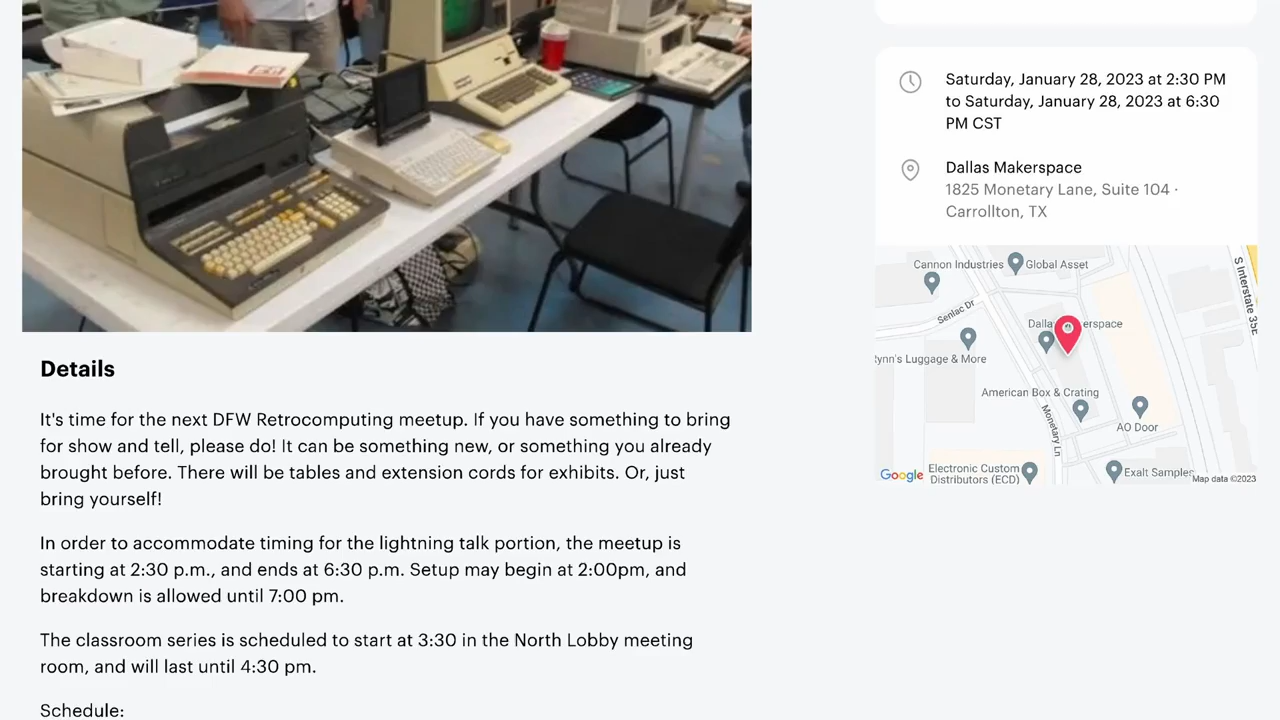 Saturday, January 28, 2023 at 2:30 PM
to Saturday, January 28, 2023 at 6:30
PM CST
Dallas Makerspace
1825 Monetary Lane, Suite 104 ·
Carrollton, TX
Cannon Industries
Global Asset
S Interstate 35E
Senlac Dr
Dalla erspace
ynn's Luggage & More
American Box & Crating
Monetary Ln
AO Door
Google
Electronic Custom
Distributors (ECD)
Exalt Samples
Map data ©2023
Details
It's time for the next DFW Retrocomputing meetup. If you have something to bring
for show and tell, please do! It can besomething new, or something you already
brought before. There will be tables and extension cords for exhibits. Or, just
bring yourself!
In order to accommodate timing for the lightning talk portion, the meetup is
starting at 2:30 p.m., and ends at 6:30 p.m. Setup may begin at 2:00pm, and
breakdown is allowed until 7:00 pm.
The classroom series is scheduled to start at 3:30 in the North Lobby meeting
room, and will last until 4:30 pm.
Schedule: